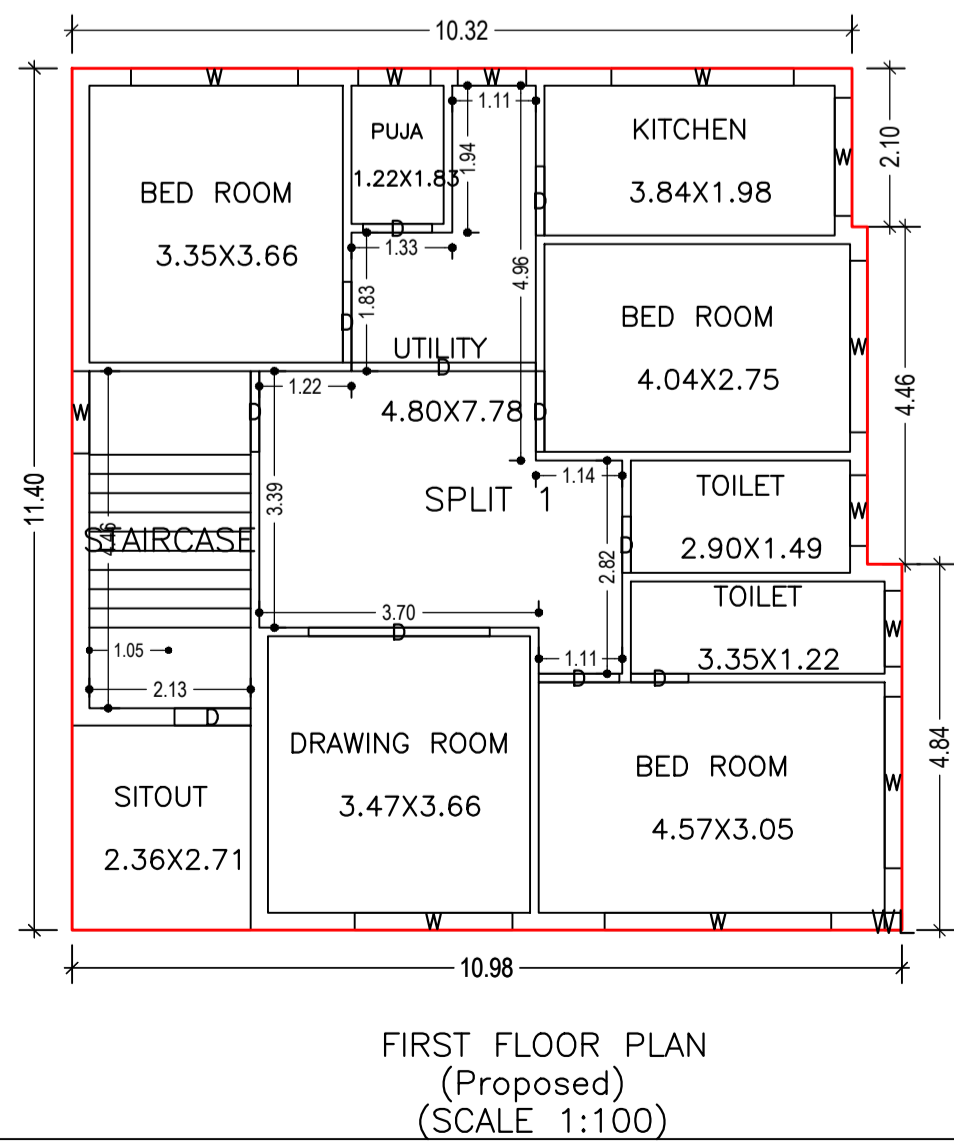 10.32
W
W
W
W
1.11
PUJA
1.22X1.83
1.94
KITCHEN
3.84X1.98
W
2.10
BED ROOM
3.35X3.66
D
D
1.33
4.96
1.83
D
BED ROOM
4.04X2.75
W
4.46
UTILITY
D
1.22
4.80X7.78
W
D
D
11.40
3.39
SPLIT 1
1.14
TOILET
2.90X1.49
W
STAIRCASE
4.46
D
2.82
TOILET
3.35X1.22
W
3.70
D
1.05
1.11
2.13
D
D
D
DRAWING ROOM
3.47X3.66
BED ROOM
4.57X3.05
W
4.84
SITOUT
2.36X2.71
W
W
W
10.98
FIRST FLOOR PLAN
(Proposed)
(SCALE 1:100)